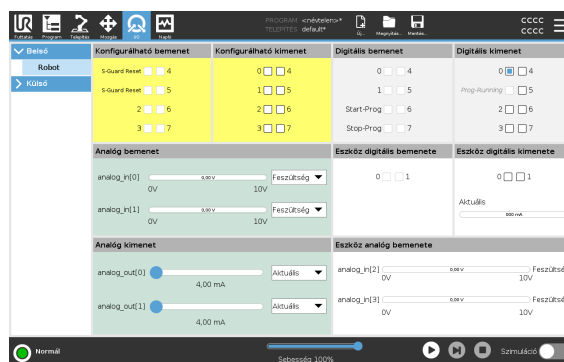 PROGRAM <névtelen>*
TELEPÍTÉS default*
Futtatás Program Telepítés Mozgás I/O Napló Új... Megnyitás... Mentés...
CCCC
CCCC
Belső
Robot
Külső
Konfigurálható bemenet
S-Guard Reset 4
S-Guard Reset 5
2 6
3 7
Konfigurálható kimenet
0 4
1 5
2 6
3 7
Digitális bemenet
0 4
1 5
Start-Prog 6
Stop-Prog 7
Digitális kimenet
0 4
Prog-Running 5
2 6
3 7
Analóg bemenet
analog_in[0] 0,00 V Feszültség
0V 10V
analog_in[1] 0,00 V Feszültség
0V 10V
Eszköz digitális bemenete
0 1
Eszköz digitális kimenete
0 1
Aktuális
000 mA
Analóg kimenet
analog_out[0] Aktuális
4,00 mA
analog_out[1] Aktuális
4,00 mA
Eszköz analóg bemenete
analog_in[2] 0,00 V Feszültsé
0V 10V
analog_in[3] 0,00 V Feszültsé
0V 10V
Normál
Sebesség 100%
Szimuláció